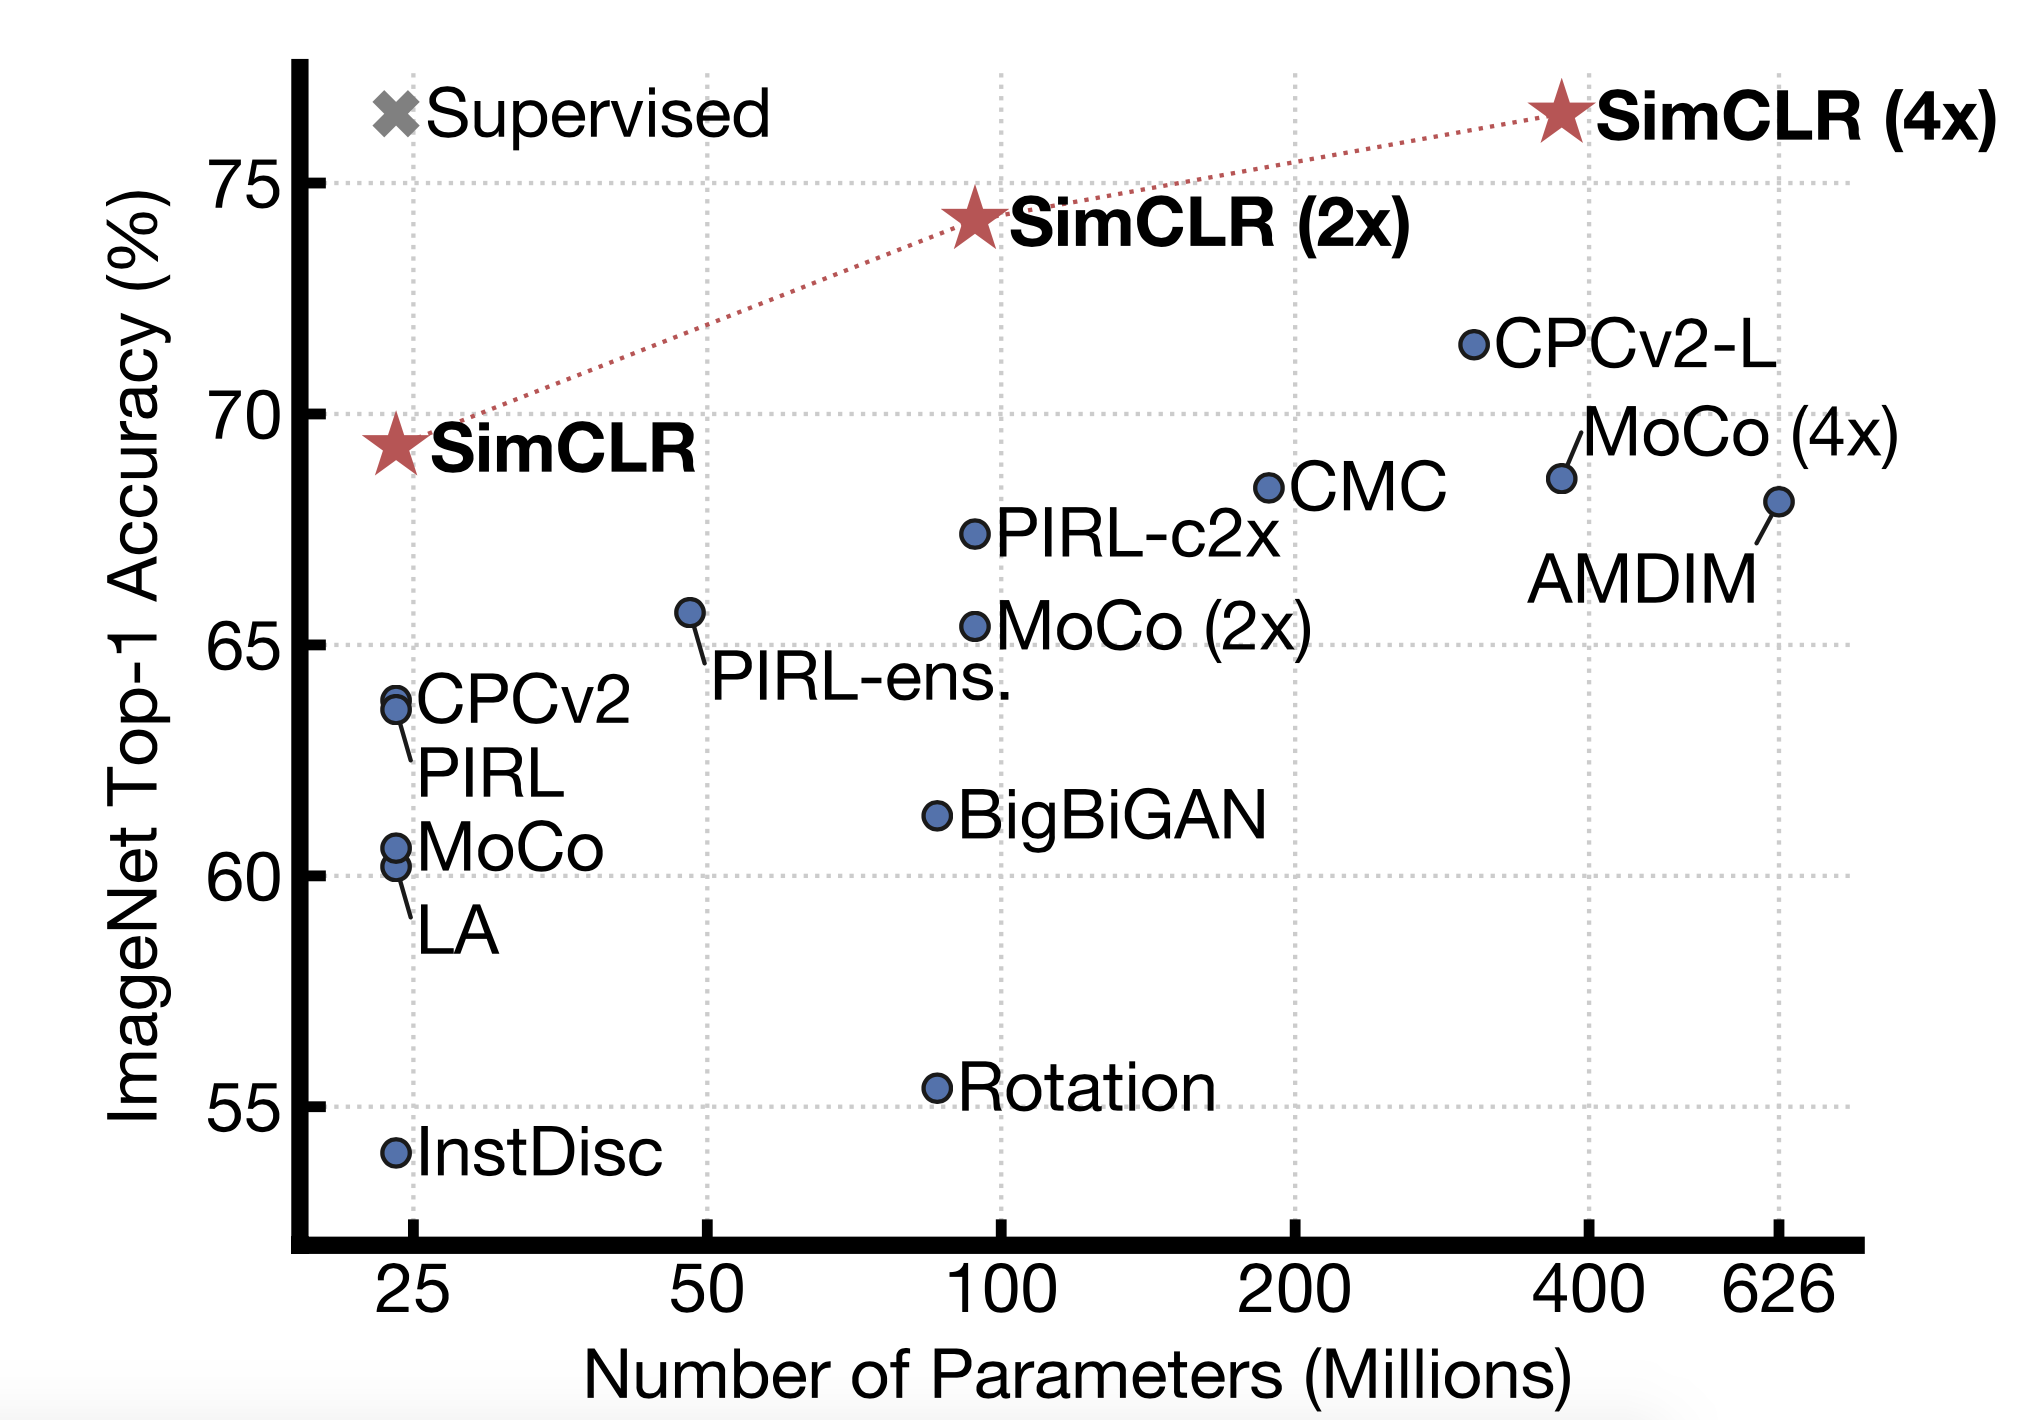 Supervised
SimCLR (4x)
75
SimCLR (2x)
CPCv2-L
70
SimCLR
MoCo (4x)
CMC
PIRL-c2x
AMDIM
MoCo (2x)
65
PIRL-ens.
CPCv2
PIRL
BigBiGAN
MoCo
60
LA
Rotation
55
InstDisc
ImageNet Top-1 Accuracy (%)
25 50 100 200 400 626
Number of Parameters (Millions)